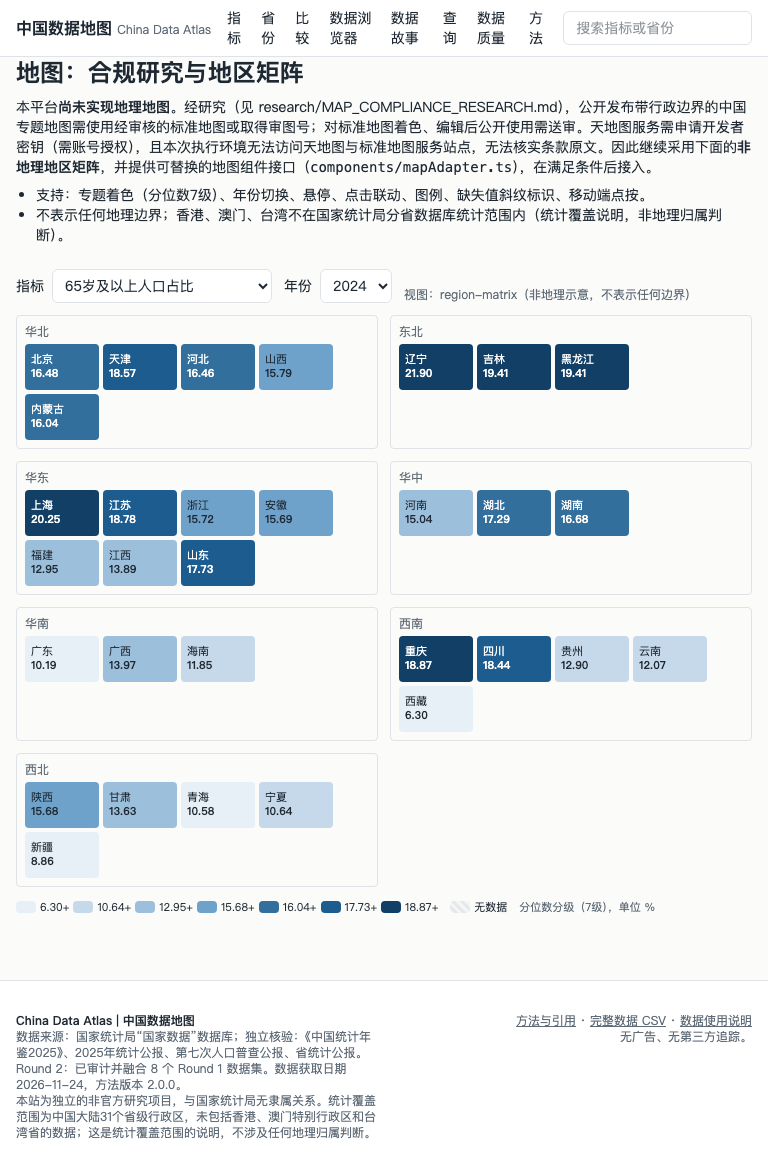 中国数据地图 China Data Atlas
指标
省份
比较
数据浏览器
数据故事
查询
数据质量
方法
搜索指标或省份
地图：合规研究与地区矩阵
本平台尚未实现地理地图。经研究（见 research/MAP_COMPLIANCE_RESEARCH.md），公开发布带行政边界的中国
专题地图需使用经审核的标准地图或取得审图号；对标准地图着色、编辑后公开使用需送审。天地图服务需申请开发者
密钥（需账号授权），且本次执行环境无法访问天地图与标准地图服务站点，无法核实条款原文。因此继续采用下面的非
地理地区矩阵，并提供可替换的地图组件接口（components/mapAdapter.ts），在满足条件后接入。
• 支持：专题着色（分位数7级）、年份切换、悬停、点击联动、图例、缺失值斜纹标识、移动端点按。
• 不表示任何地理边界；香港、澳门、台湾不在国家统计局分省数据库统计范围内（统计覆盖说明，非地理归属判
断）。
指标 65岁及以上人口占比 年份 2024 视图：region-matrix（非地理示意，不表示任何边界）
华北
北京 天津 河北 山西
16.48 18.57 16.46 15.79
内蒙古
16.04
东北
辽宁 吉林 黑龙江
21.90 19.41 19.41
华东
上海 江苏 浙江 安徽
20.25 18.78 15.72 15.69
福建 江西 山东
12.95 13.89 17.73
华中
河南 湖北 湖南
15.04 17.29 16.68
华南
广东 广西 海南
10.19 13.97 11.85
西南
重庆 四川 贵州 云南
18.87 18.44 12.90 12.07
西藏
6.30
西北
陕西 甘肃 青海 宁夏
15.68 13.63 10.58 10.64
新疆
8.86
6.30+ 10.64+ 12.95+ 15.68+ 16.04+ 17.73+ 18.87+ 无数据 分位数分级（7级），单位 %
China Data Atlas | 中国数据地图
数据来源：国家统计局“国家数据”数据库；独立核验：《中国统计年
鉴2025》、2025年统计公报、第七次人口普查公报、省统计公报。
Round 2：已审计并融合 8 个 Round 1 数据集。数据获取日期
2026-11-24，方法版本 2.0.0。
本站为独立的非官方研究项目，与国家统计局无隶属关系。统计覆盖
范围为中国大陆31个省级行政区，未包括香港、澳门特别行政区和台
湾省的数据；这是统计覆盖范围的说明，不涉及任何地理归属判断。
方法与引用 · 完整数据 CSV · 数据使用说明
无广告、无第三方追踪。